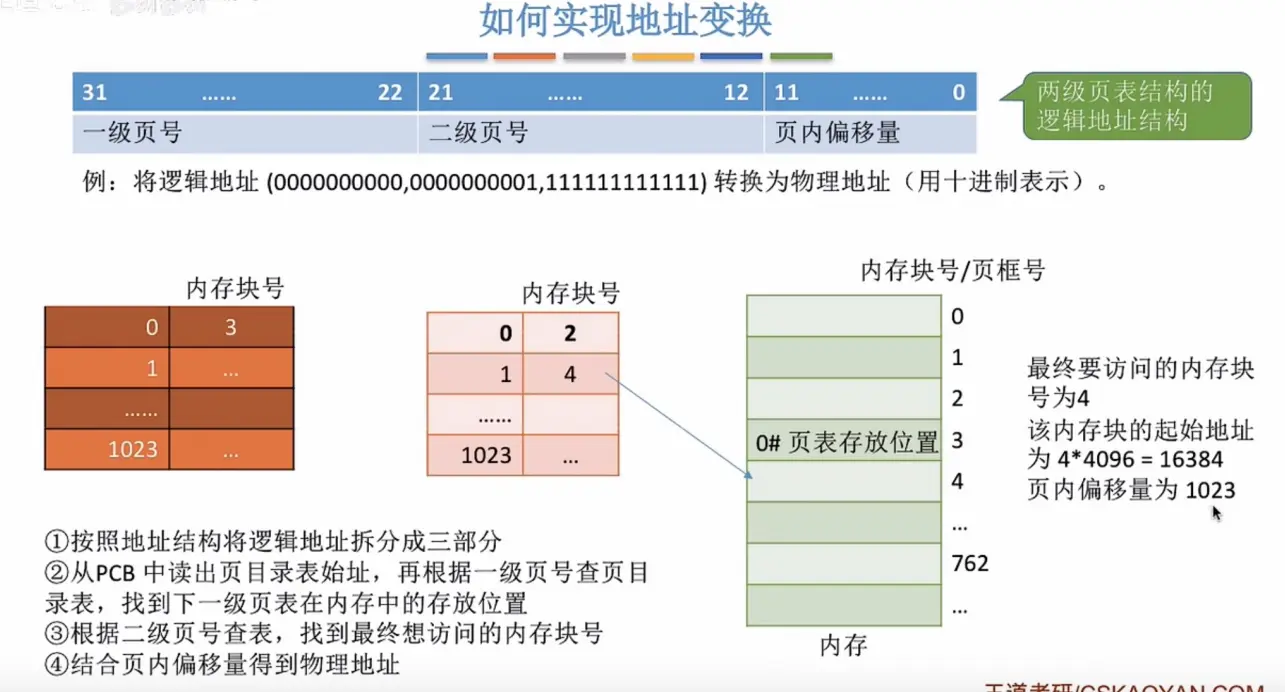 如何实现地址变换
31 …… 22 21 …… 12 11 …… 0
一级页号 二级页号 页内偏移量
两级页表结构的
逻辑地址结构
例：将逻辑地址 (0000000000,0000000001,111111111111) 转换为物理地址（用十进制表示）。
内存块号
0 3
1 ...
……
1023 ...
内存块号
0 2
1 4
……
1023 ...
内存块号/页框号
0
1
2
0# 页表存放位置 3
4
...
762
...
内存
最终要访问的内存块
号为4
该内存块的起始地址
为 4*4096 = 16384
页内偏移量为 1023
①按照地址结构将逻辑地址拆分成三部分
②从PCB 中读出页目录表始址，再根据一级页号查页目
录表，找到下一级页表在内存中的存放位置
③根据二级页号查表，找到最终想访问的内存块号
④结合页内偏移量得到物理地址
王道考研/CSKAOYAN.COM